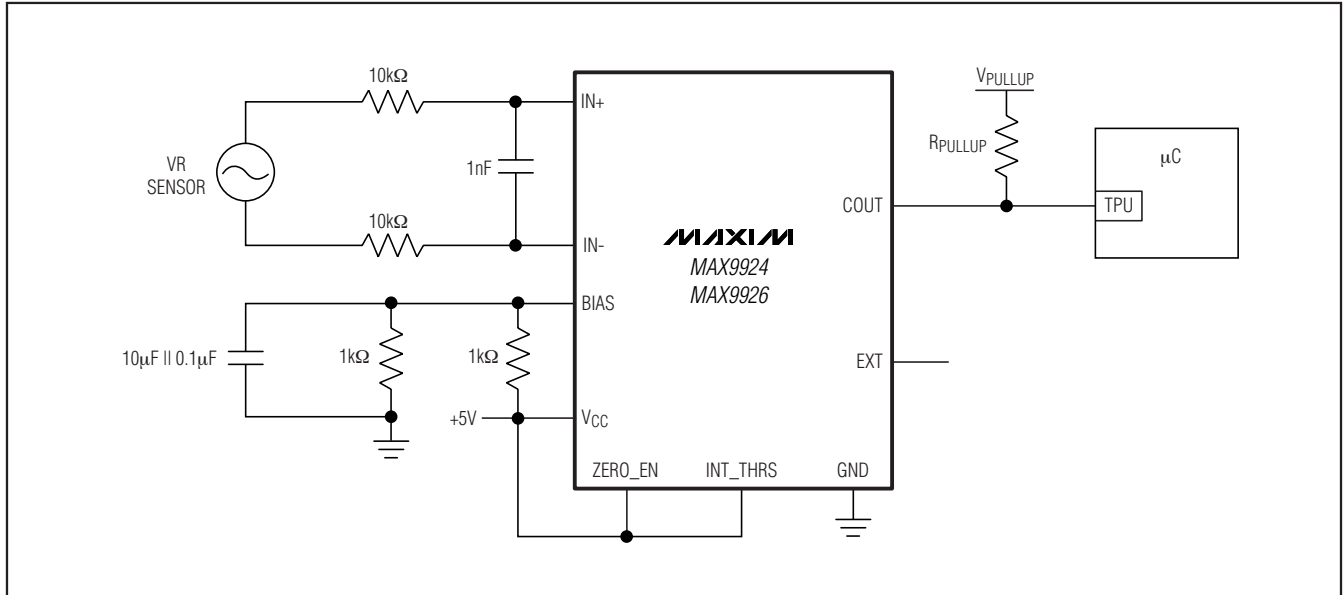 10kΩ
VR
SENSOR
1nF
10kΩ
10μF || 0.1μF
1kΩ
1kΩ
+5V
IN+
IN-
BIAS
VCC
ZERO_EN
INT_THRS
GND
MAXIM
MAX9924
MAX9926
COUT
EXT
VPULLUP
RPULLUP
μC
TPU